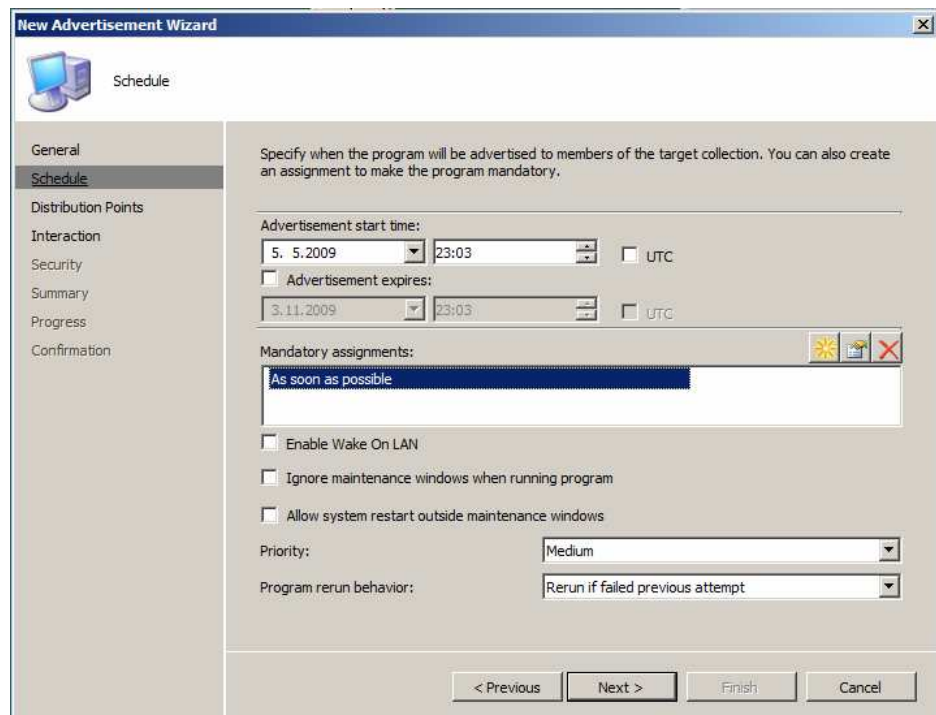 New Advertisement Wizard
Schedule
General
Schedule
Distribution Points
Interaction
Security
Summary
Progress
Confirmation
Specify when the program will be advertised to members of the target collection. You can also create
an assignment to make the program mandatory.
Advertisement start time:
5. 5.2009 23:03 UTC
Advertisement expires:
3.11.2009 23:03 UTC
Mandatory assignments:
As soon as possible
Enable Wake On LAN
Ignore maintenance windows when running program
Allow system restart outside maintenance windows
Priority: Medium
Program rerun behavior: Rerun if failed previous attempt
< Previous Next > Finish Cancel